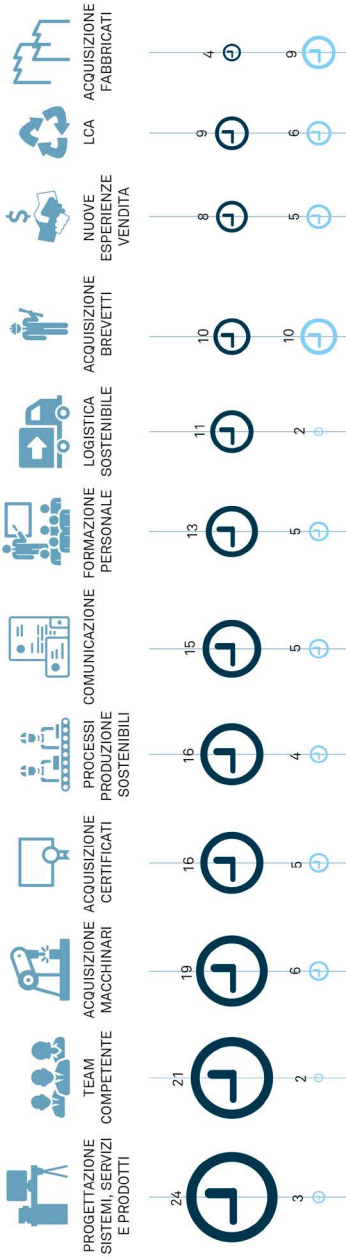 PROGETTAZIONE
SISTEMI, SERVIZI
E PRODOTTI
24
3
TEAM
COMPETENTE
21
2
ACQUISIZIONE
MACCHINARI
19
6
ACQUISIZIONE
CERTIFICATI
16
5
PROCESSI
PRODUZIONE
SOSTENIBILI
16
4
COMUNICAZIONE
15
5
FORMAZIONE
PERSONALE
13
5
LOGISTICA
SOSTENIBILE
11
2
ACQUISIZIONE
BREVETTI
10
10
$
NUOVE
ESPERIENZE
VENDITA
8
5
LCA
9
6
ACQUISIZIONE
FABBRICATI
4
9